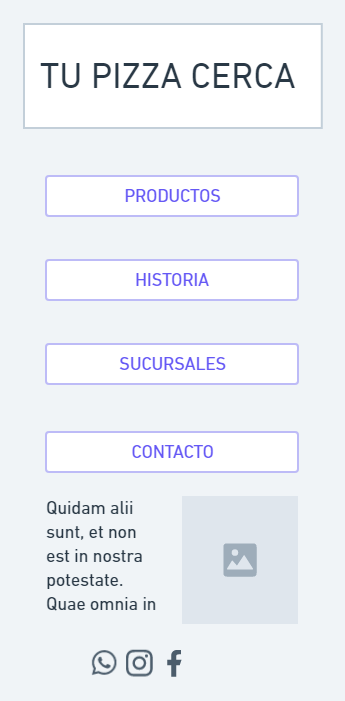 TU PIZZA CERCA
PRODUCTOS
HISTORIA
SUCURSALES
CONTACTO
Quidam alii
sunt, et non
est in nostra
potestate.
Quae omnia in